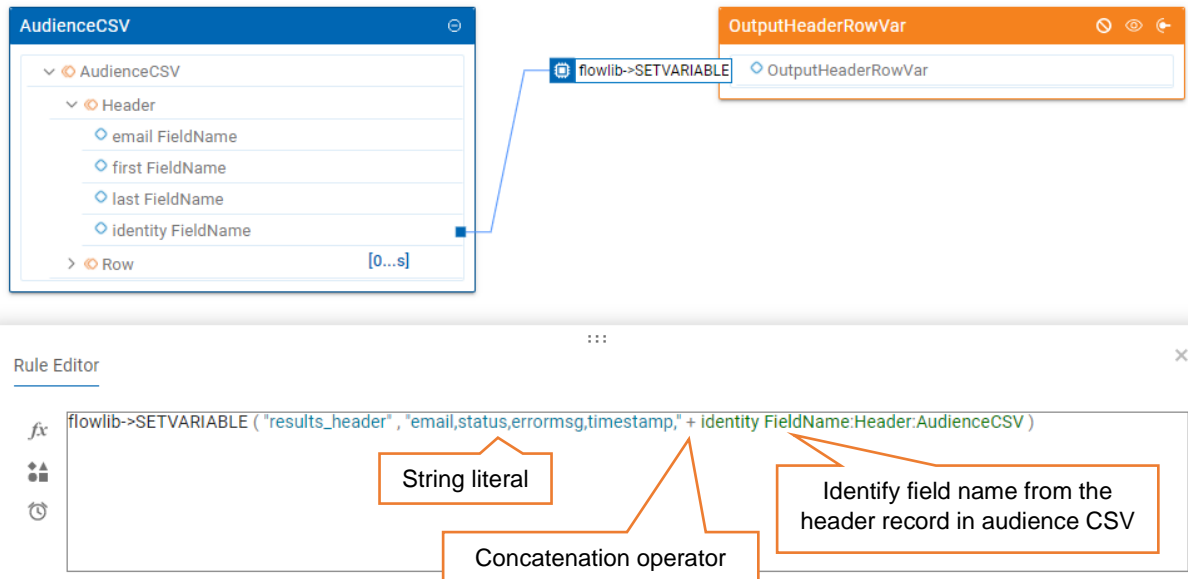 AudienceCSV
OutputHeaderRowVar
AudienceCSV
flowlib->SETVARIABLE
OutputHeaderRowVar
Header
email FieldName
first FieldName
last FieldName
identity FieldName
Row
[0...s]
Rule Editor
fx
flowlib->SETVARIABLE ( "results_header" , "email,status,errormsg,timestamp," + identity FieldName:Header:AudienceCSV )
String literal
Identify field name from the
header record in audience CSV
Concatenation operator